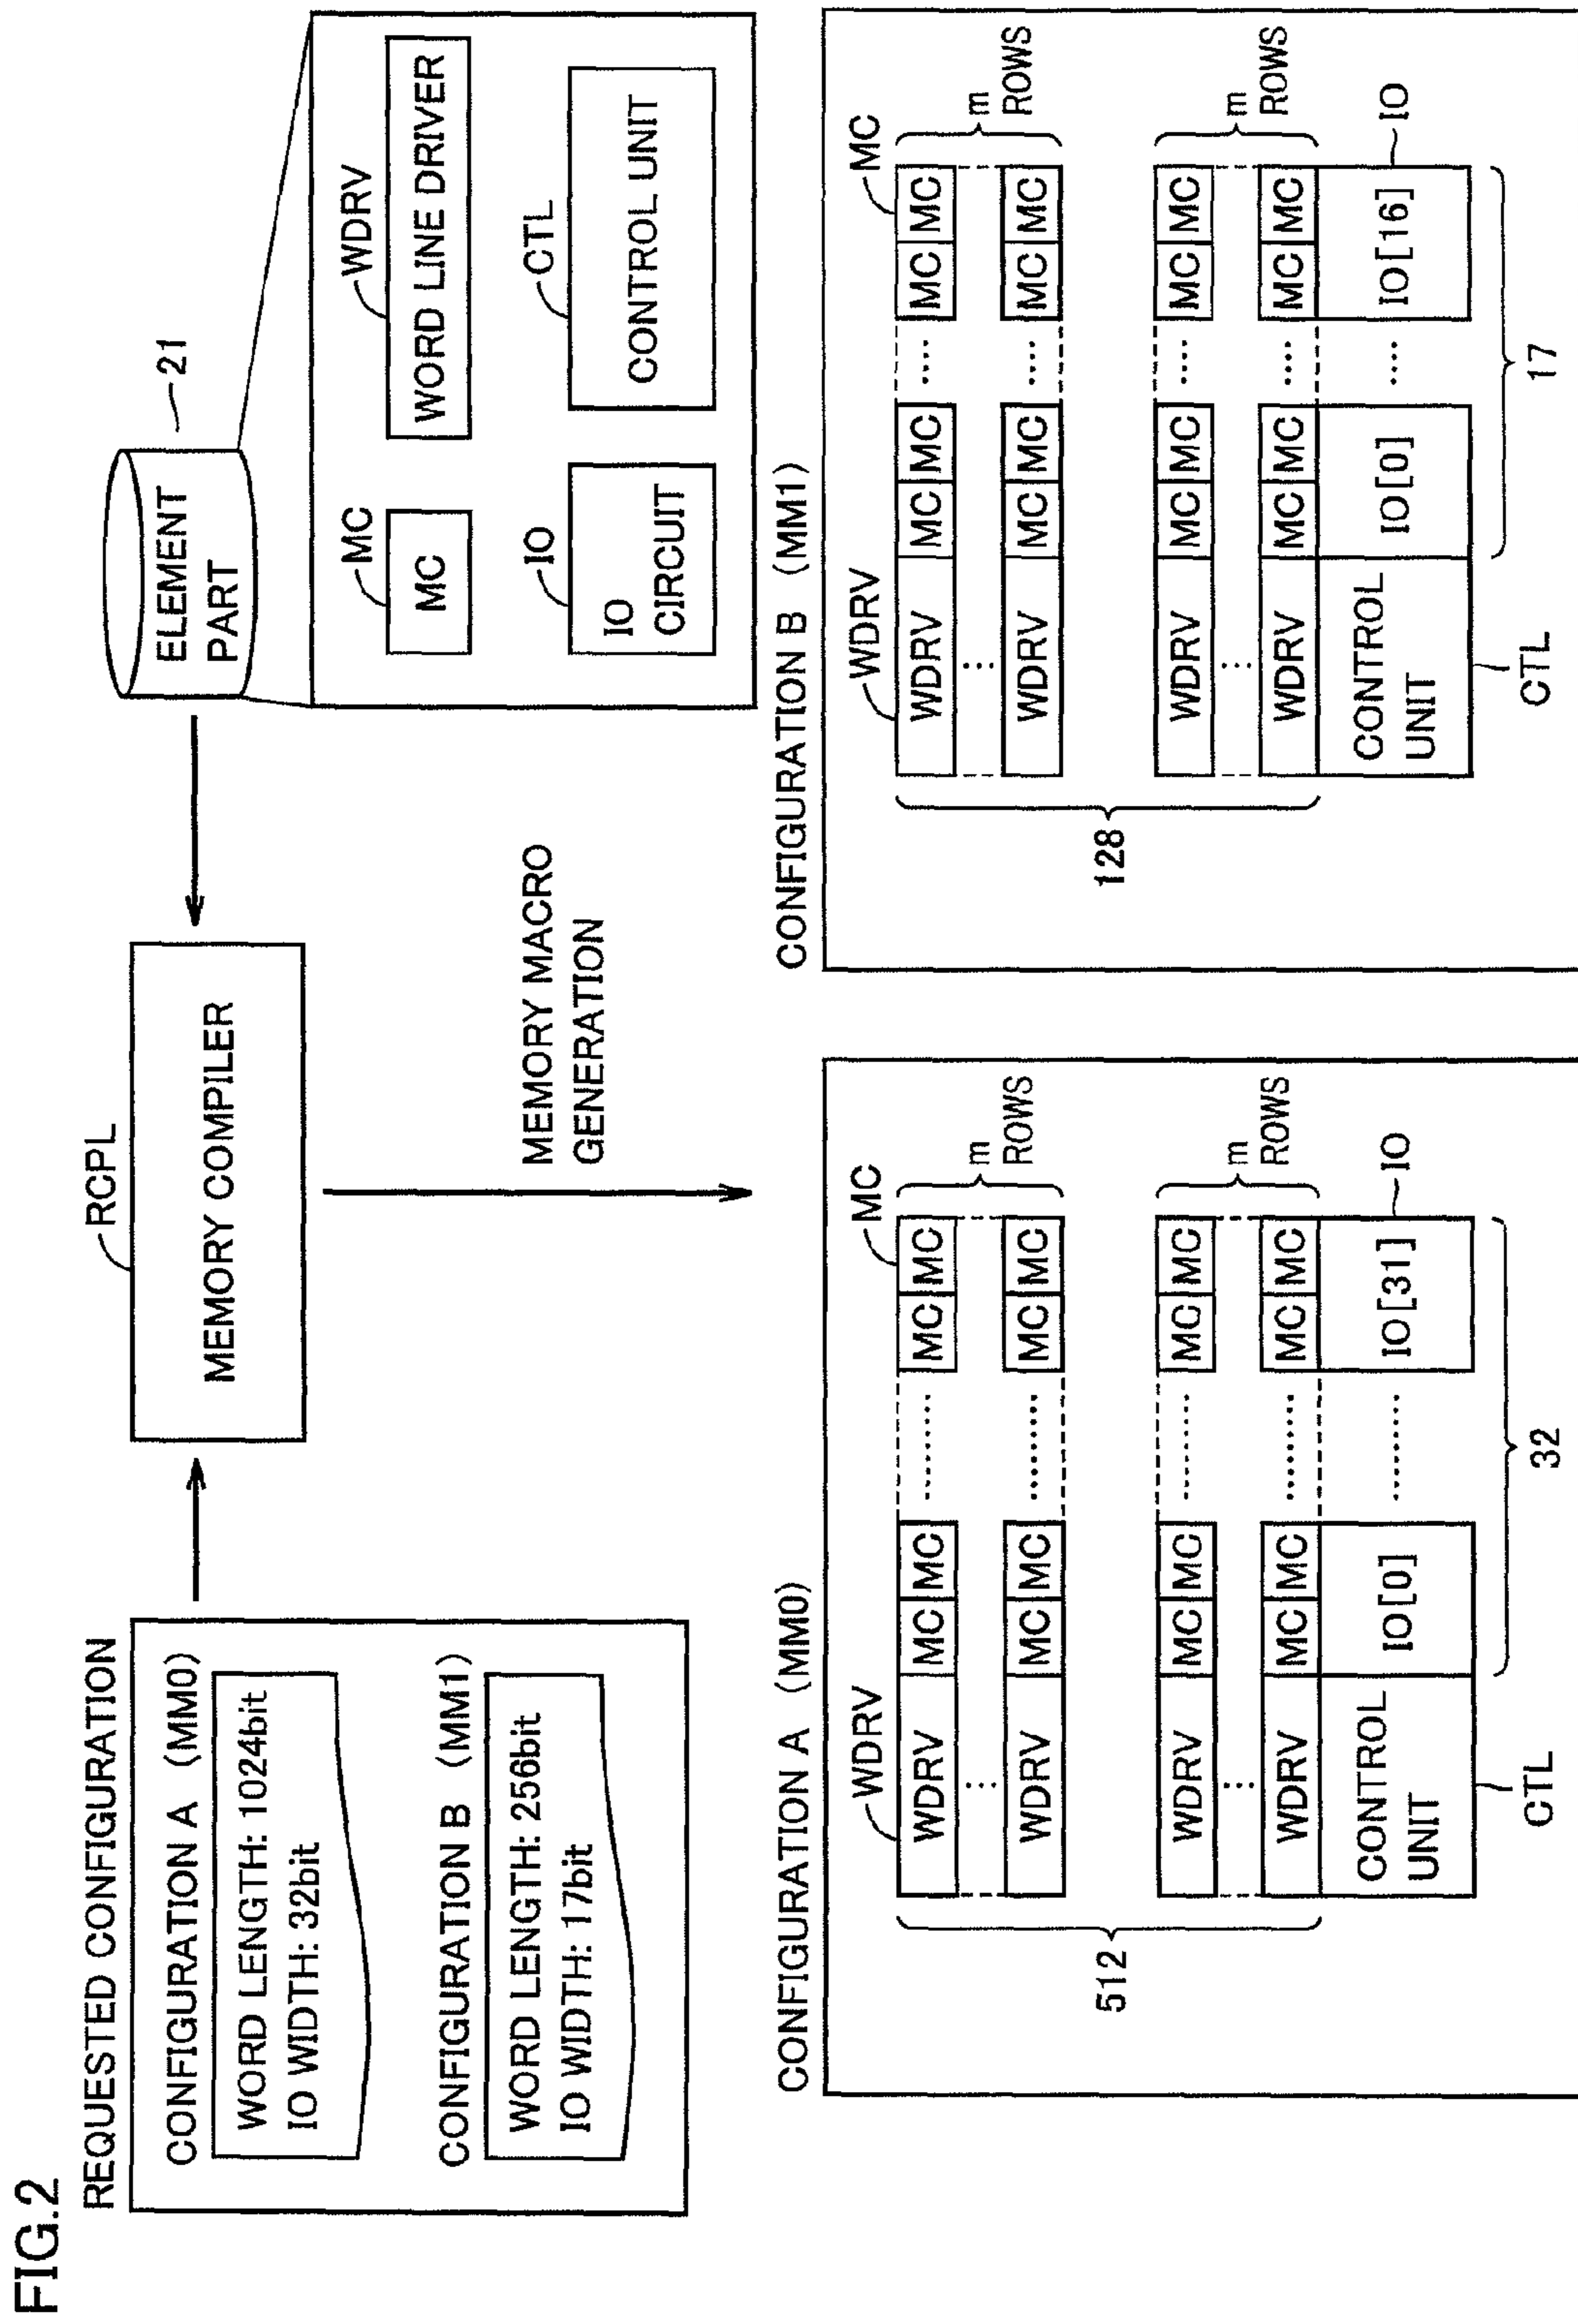 FIG.2
REQUESTED CONFIGURATION
CONFIGURATION A (MM0)
WORD LENGTH: 1024bit
IO WIDTH: 32bit
CONFIGURATION B (MM1)
WORD LENGTH: 256bit
IO WIDTH: 17bit
RCPL
MEMORY COMPILER
MEMORY MACRO
GENERATION
ELEMENT
PART
21
MC
MC
WDRV
WORD LINE DRIVER
IO
IO
CIRCUIT
CTL
CONTROL UNIT
CONFIGURATION A (MM0)
WDRV
MC
WDRV MC MC ........ MC MC
m
ROWS
...
WDRV MC MC ........ MC MC
512
WDRV MC MC ........ MC MC
m
ROWS
...
WDRV MC MC ........ MC MC
CONTROL
UNIT
IO[0] ........ IO[31]
IO
CTL
32
CONFIGURATION B (MM1)
WDRV
MC
WDRV MC MC .... MC MC
m
ROWS
...
WDRV MC MC .... MC MC
128
WDRV MC MC .... MC MC
m
ROWS
...
WDRV MC MC .... MC MC
CONTROL
UNIT
IO[0] .... IO[16]
IO
CTL
17